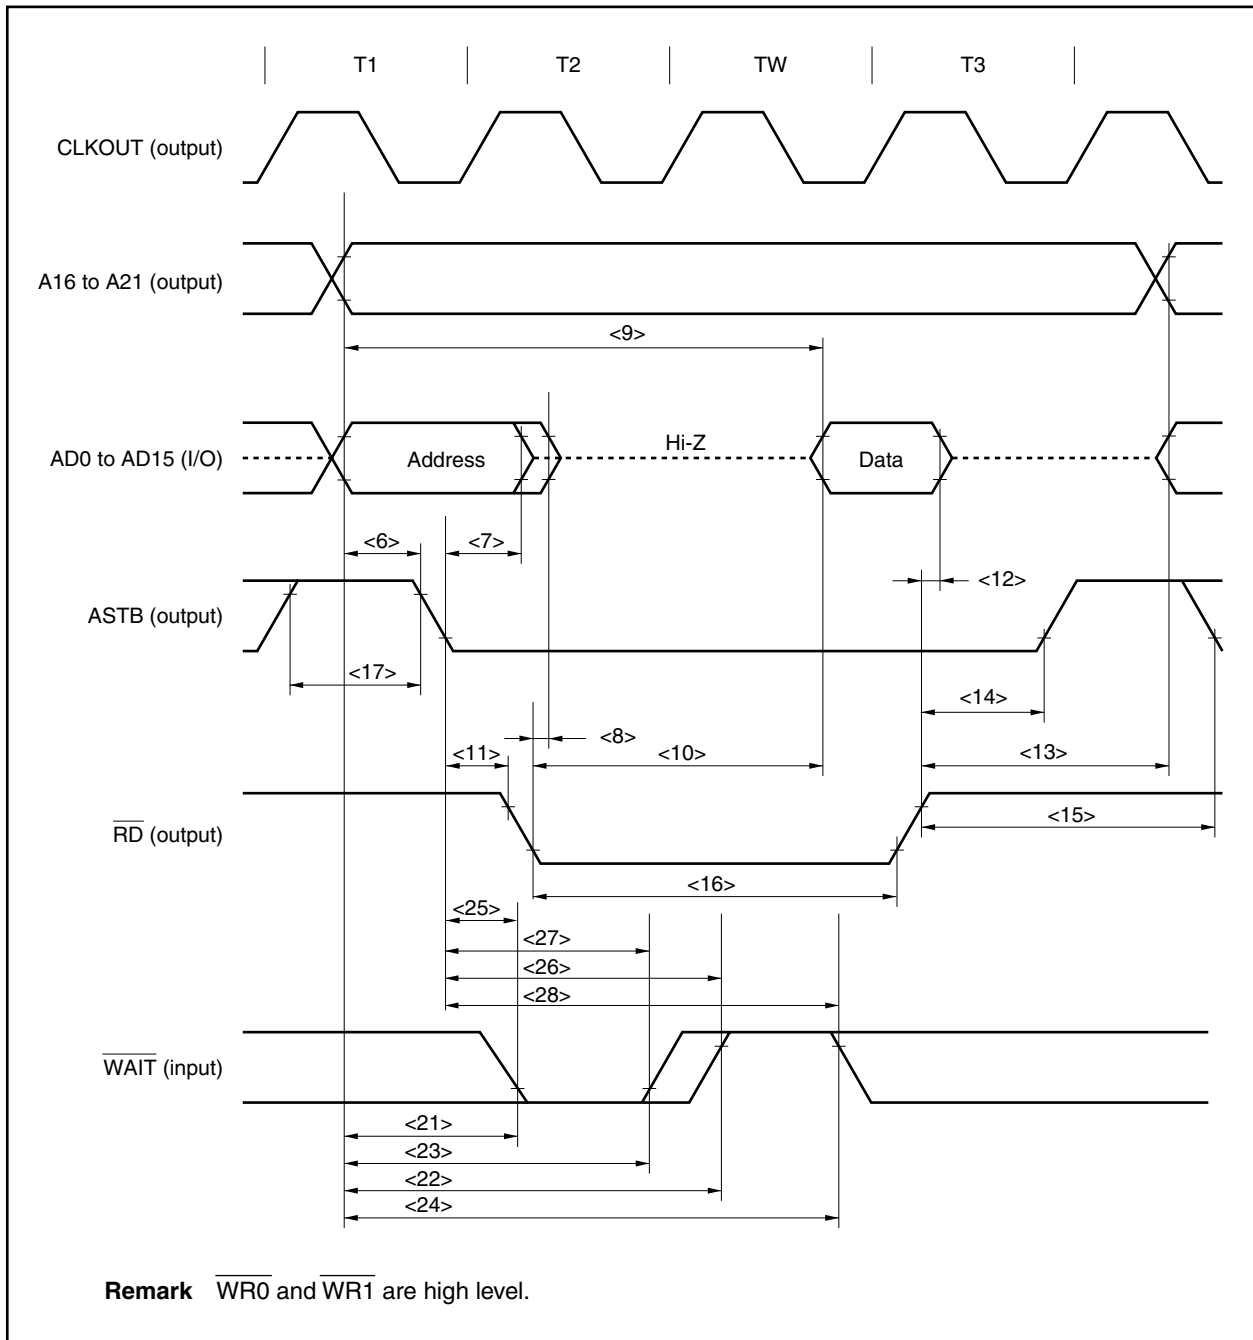 T1 T2 TW T3
CLKOUT (output)
A16 to A21 (output)
<9>
AD0 to AD15 (I/O)
Address
Hi-Z
Data
<6> <7>
<12>
ASTB (output)
<17>
<14>
<11> <8> <10> <13>
RD (output)
<15>
<16>
<25>
<27>
<26>
<28>
WAIT (input)
<21>
<23>
<22>
<24>
Remark WR0 and WR1 are high level.